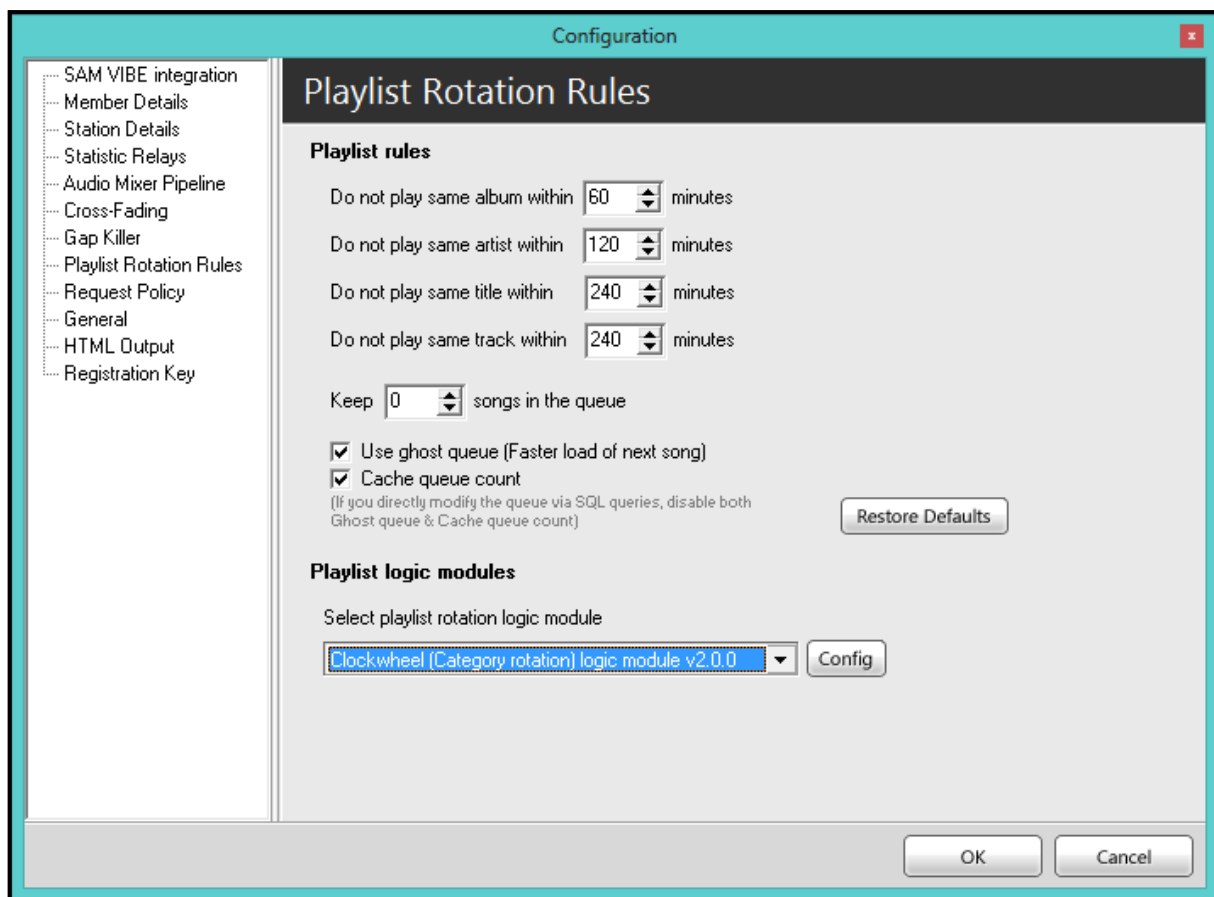 Configuration
x
SAM VIBE integration
Member Details
Station Details
Statistic Relays
Audio Mixer Pipeline
Cross-Fading
Gap Killer
Playlist Rotation Rules
Request Policy
General
HTML Output
Registration Key
Playlist Rotation Rules
Playlist rules
Do not play same album within 60 minutes
Do not play same artist within 120 minutes
Do not play same title within 240 minutes
Do not play same track within 240 minutes
Keep 0 songs in the queue
Use ghost queue (Faster load of next song)
Cache queue count
(If you directly modify the queue via SQL queries, disable both
Ghost queue & Cache queue count)
Restore Defaults
Playlist logic modules
Select playlist rotation logic module
Clockwheel (Category rotation) logic module v2.0.0 Config
OK Cancel